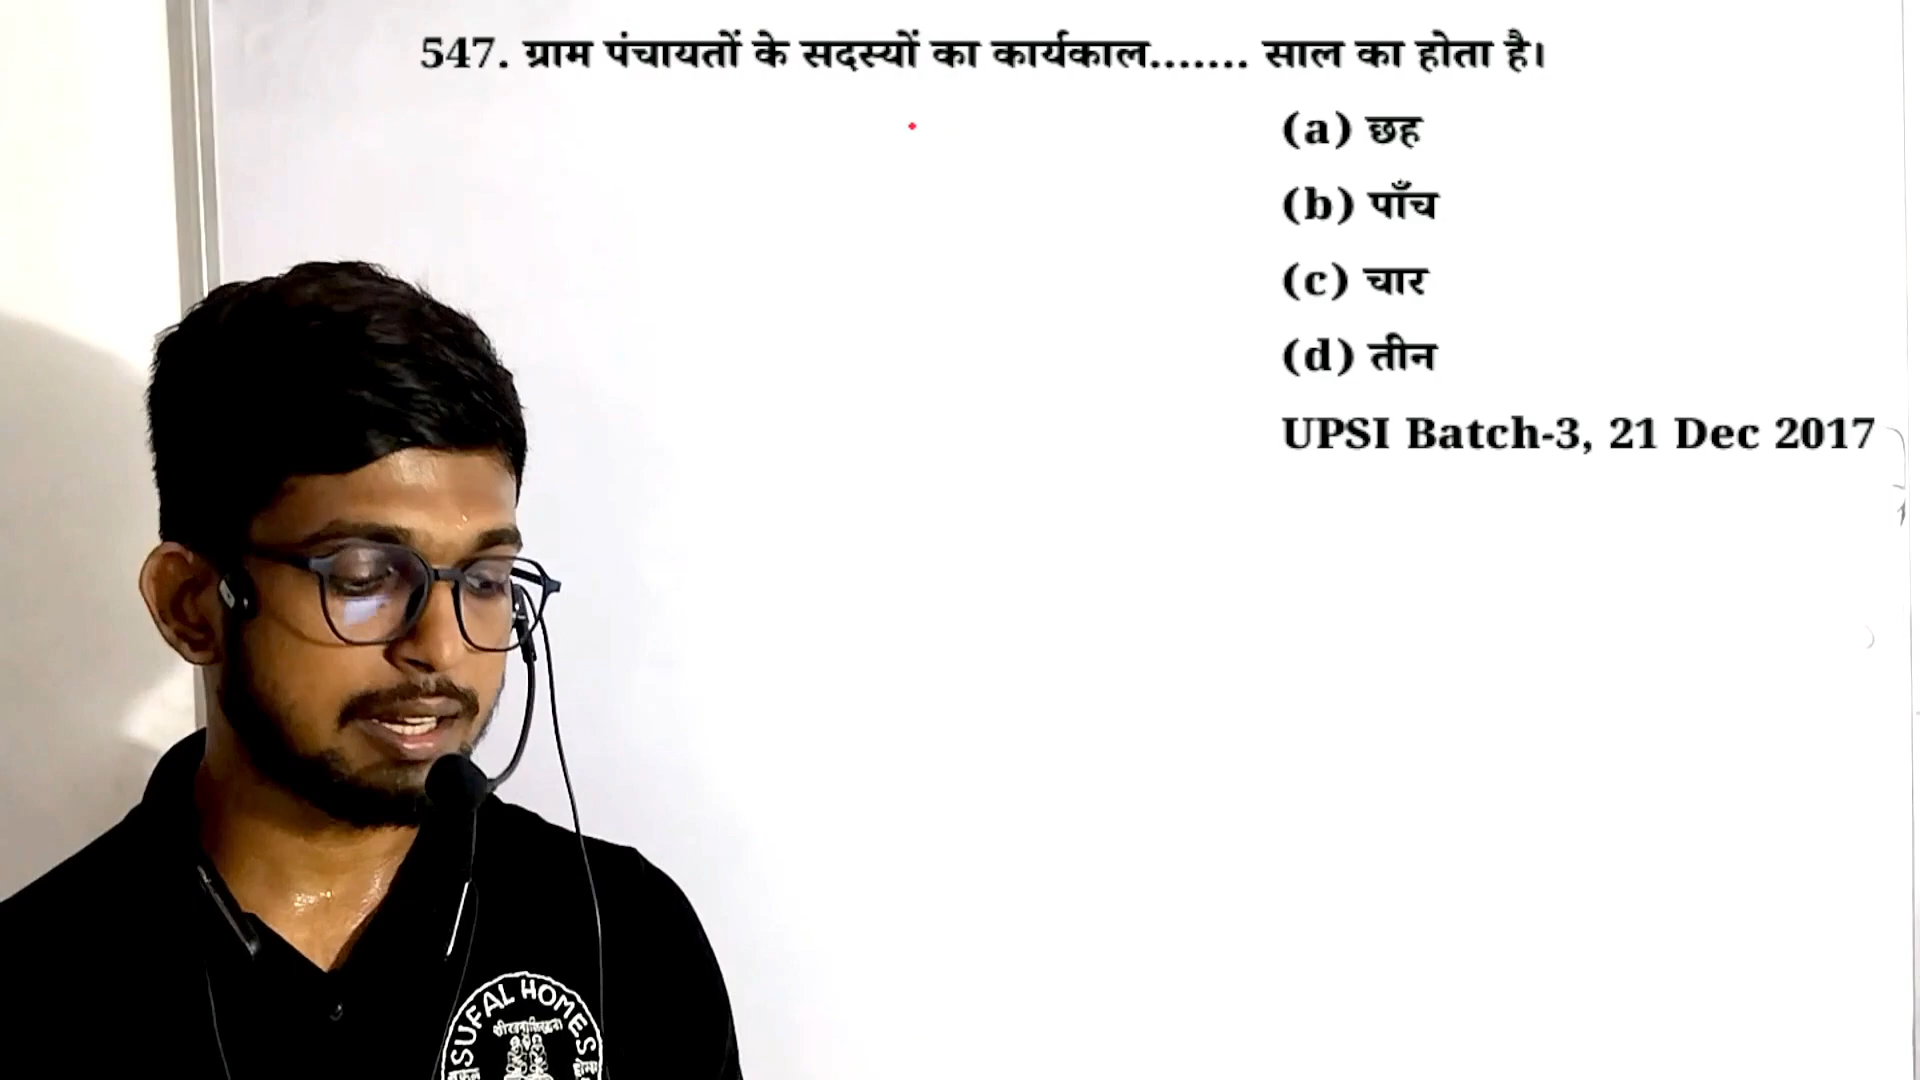 547. ग्राम पंचायतों के सदस्यों का कार्यकाल....... साल का होता है।
(a) छह
(b) पाँच
(c) चार
(d) तीन
UPSI Batch-3, 21 Dec 2017
SUFAL HOMES